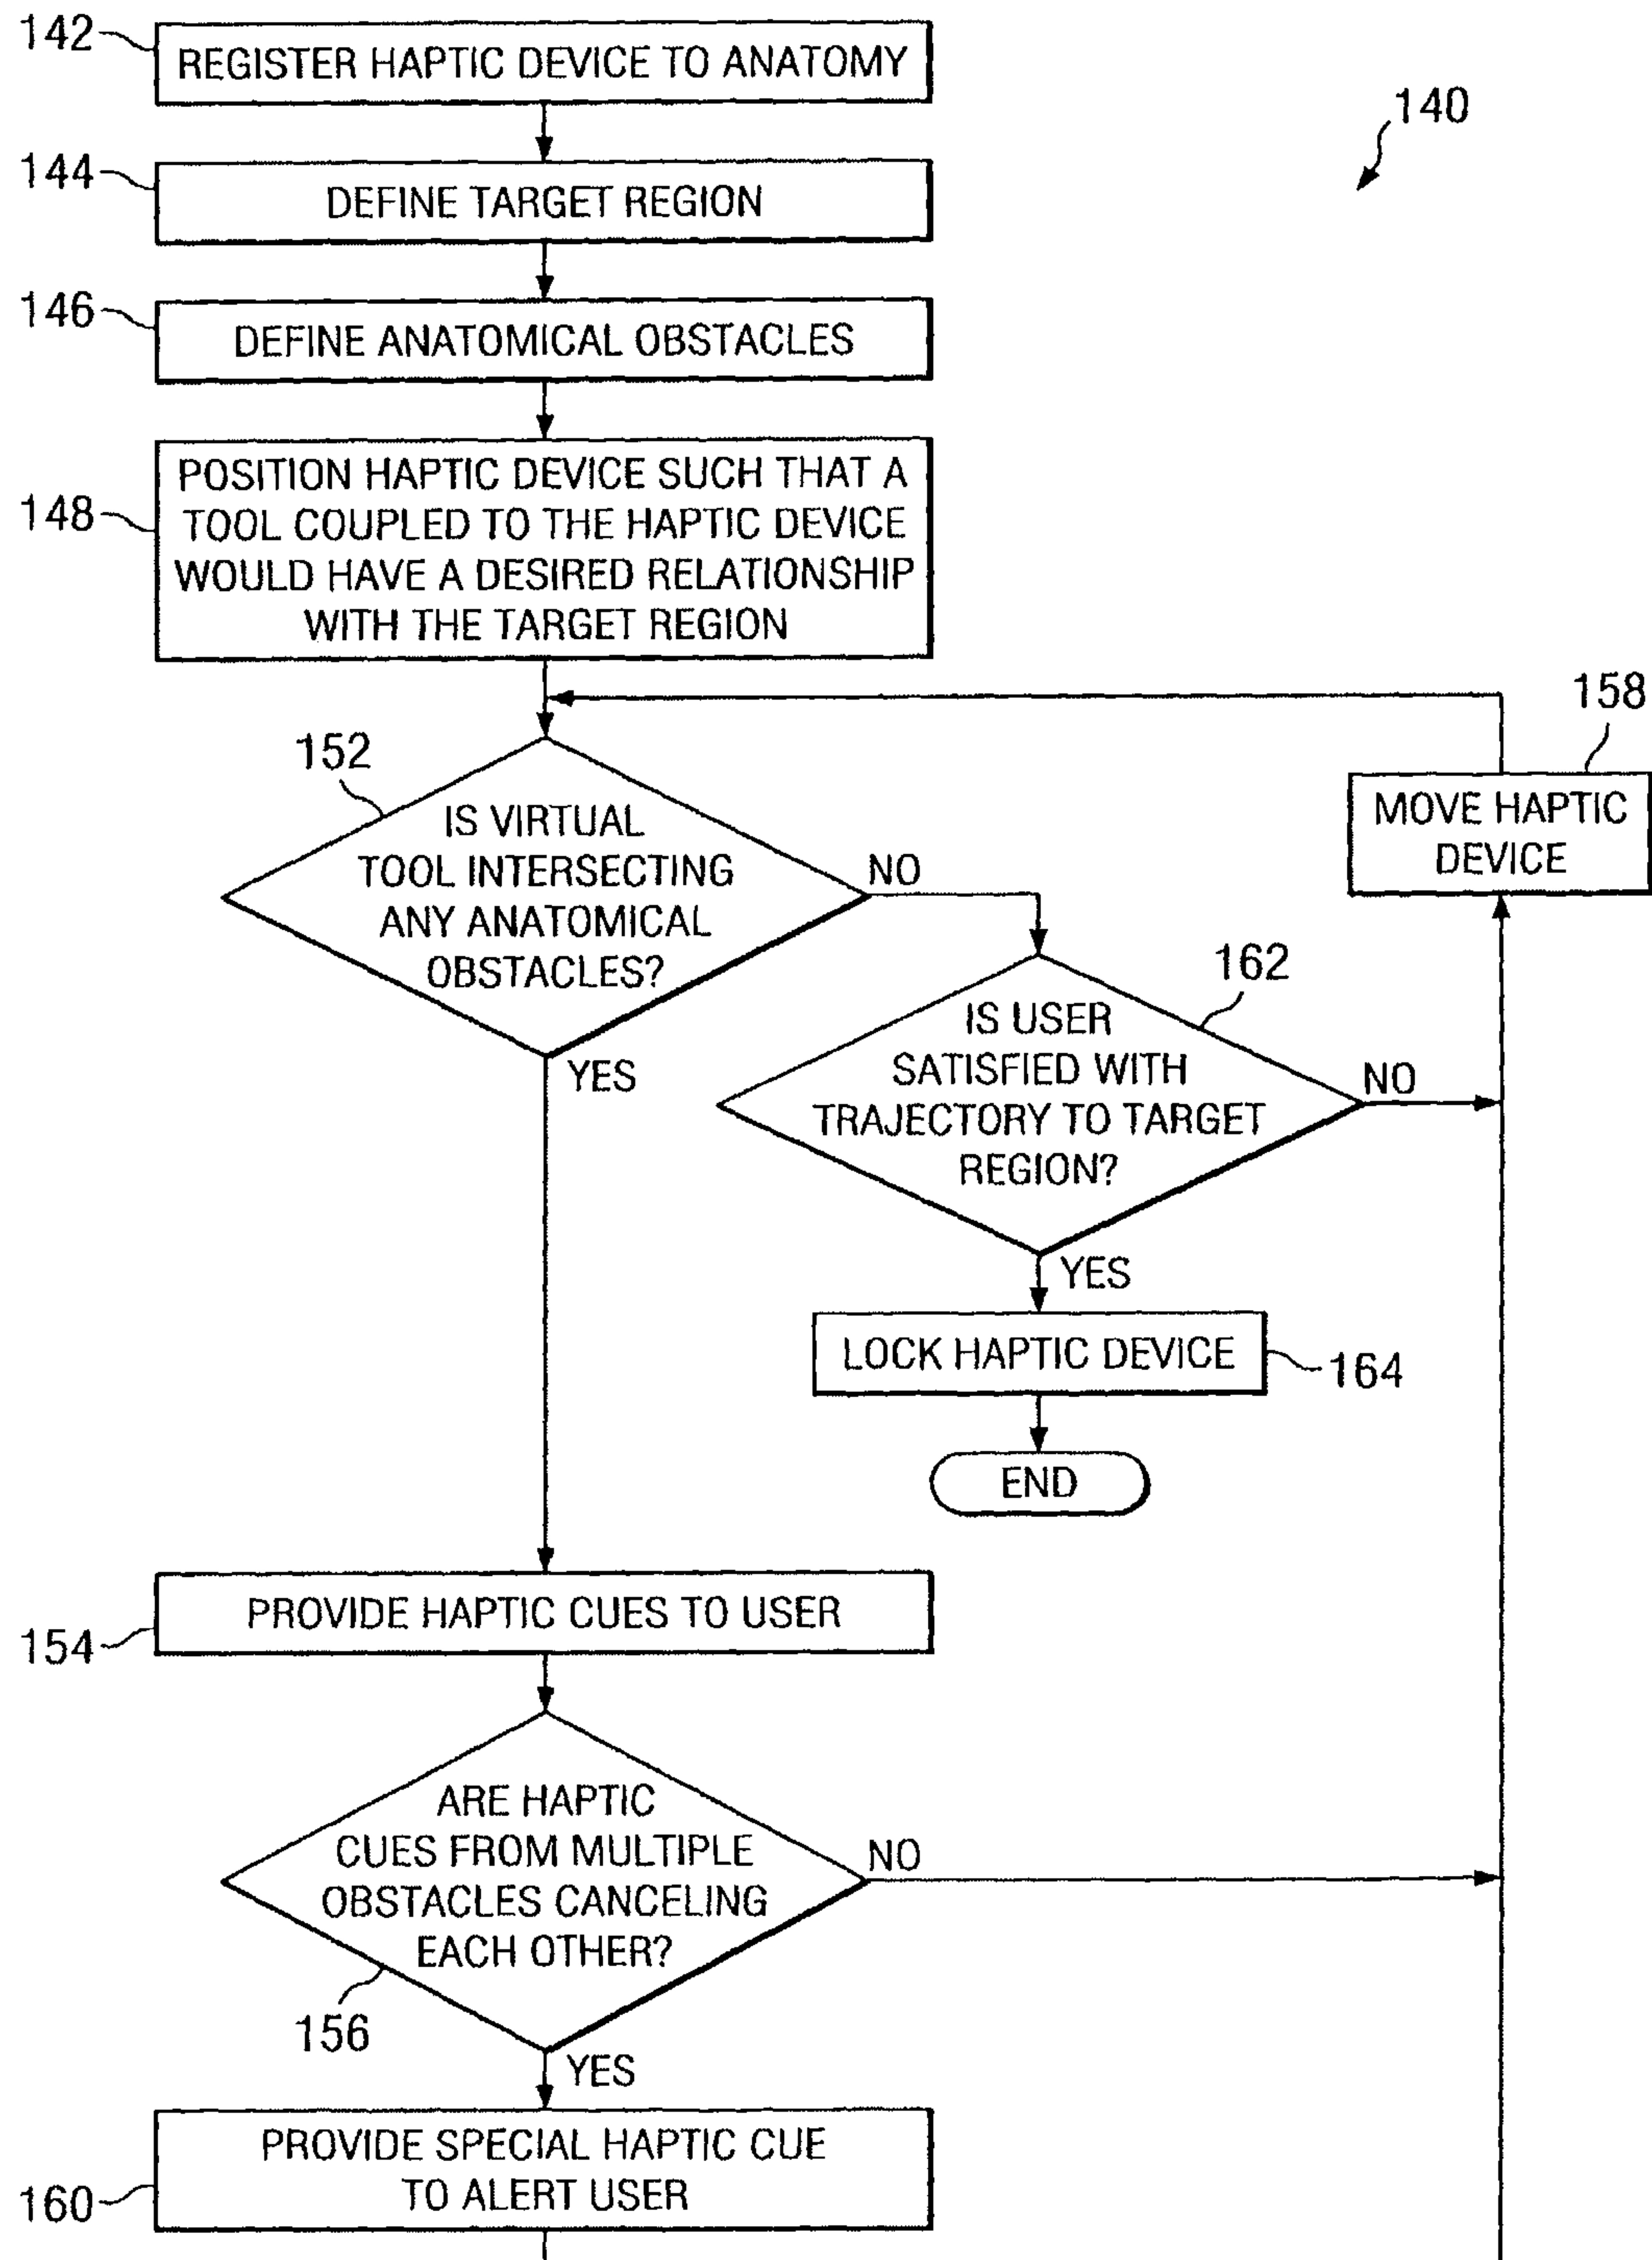 142
REGISTER HAPTIC DEVICE TO ANATOMY
140
144
DEFINE TARGET REGION
146
DEFINE ANATOMICAL OBSTACLES
148
POSITION HAPTIC DEVICE SUCH THAT A
TOOL COUPLED TO THE HAPTIC DEVICE
WOULD HAVE A DESIRED RELATIONSHIP
WITH THE TARGET REGION
158
MOVE HAPTIC
DEVICE
152
IS VIRTUAL
TOOL INTERSECTING
ANY ANATOMICAL
OBSTACLES?
NO
YES
162
IS USER
SATISFIED WITH
TRAJECTORY TO TARGET
REGION?
NO
YES
LOCK HAPTIC DEVICE
164
END
PROVIDE HAPTIC CUES TO USER
154
ARE HAPTIC
CUES FROM MULTIPLE
OBSTACLES CANCELING
EACH OTHER?
NO
156
YES
PROVIDE SPECIAL HAPTIC CUE
TO ALERT USER
160